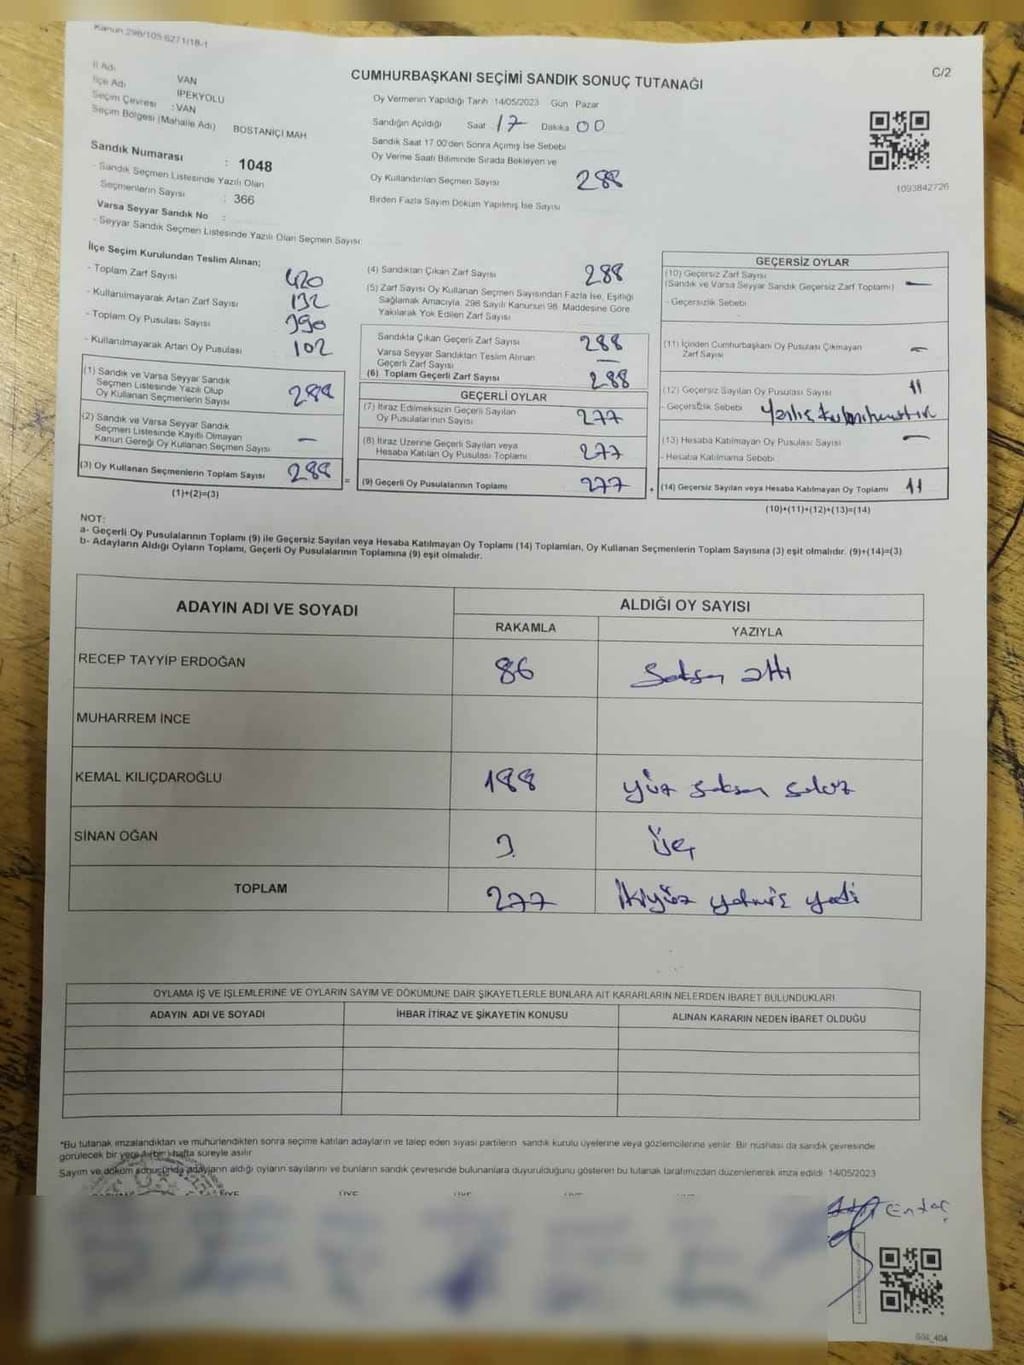 Kanun 298/105 6271/18-1
C/2
CUMHURBAŞKANI SEÇİMİ SANDIK SONUÇ TUTANAĞI
İl Adı VAN
İlçe Adı IPEKYOLU
Seçim Çevresi : VAN
Seçim Bölgesi (Mahalle Adı) BOSTANİÇI MAH
Sandık Numarası : 1048
- Sandık Seçmen Listesinde Yazılı Olan
Seçmenlerin Sayısı : 366
Varsa Seyyar Sandık No :
- Seyyar Sandık Seçmen Listesinde Yazılı Olan Seçmen Sayısı:
Oy Vermenin Yapıldığı Tarih 14/05/2023 Gün Pazar
Sandığın Açıldığı Saat 17 Dakika 00
Sandık Saat 17.00'den Sonra Açımış İse Sebebi
Oy Verme Saati Bitiminde Sırada Bekleyen ve
Oy Kullandırılan Seçmen Sayısı 288
Birden Fazla Sayım Döküm Yapılmış İse Sayısı
1093842726
İlçe Seçim Kurulundan Teslim Alınan;
- Toplam Zarf Sayısı 420
- Kullanılmayarak Artan Zarf Sayısı 132
- Toplam Oy Pusulası Sayısı 390
- Kullanılmayarak Artan Oy Pusulası 102
(1) Sandık ve Varsa Seyyar Sandık
Seçmen Listesinde Yazılı Olup
Oy Kullanan Seçmenlerin Sayısı 288
(2) Sandık ve Varsa Seyyar Sandık
Seçmen Listesinde Kayıtlı Olmayan
Kanun Gereği Oy Kullanan Seçmen Sayısı —
(3) Oy Kullanan Seçmenlerin Toplam Sayısı 288 =
(1)+(2)=(3)
(4) Sandıktan Çıkan Zarf Sayısı 288
(5) Zarf Sayısı Oy Kullanan Seçmen Sayısından Fazla İse, Eşitliği
Sağlamak Amacıyla, 298 Sayılı Kanunun 98. Maddesine Göre
Yakılarak Yok Edilen Zarf Sayısı
Sandıkta Çıkan Geçerli Zarf Sayısı 288
Varsa Seyyar Sandıktan Teslim Alınan
Geçerli Zarf Sayısı —
(6) Toplam Geçerli Zarf Sayısı 288
GEÇERLİ OYLAR
(7) İtiraz Edilmeksizin Geçerli Sayılan
Oy Pusulalarının Sayısı 277
(8) İtiraz Üzerine Geçerli Sayılan veya
Hesaba Katılan Oy Pusulası Toplamı 277
(9) Geçerli Oy Pusulalarının Toplamı 277 +
GEÇERSİZ OYLAR
(10) Geçersiz Zarf Sayısı
(Sandık ve Varsa Seyyar Sandık Geçersiz Zarf Toplamı) —
- Geçersizlik Sebebi
(11) İçinden Cumhurbaşkanı Oy Pusulası Çıkmayan
Zarf Sayısı —
(12) Geçersiz Sayılan Oy Pusulası Sayısı 11
- Geçersizlik Sebebi Yanlış
(13) Hesaba Katılmayan Oy Pusulası Sayısı —
- Hesaba Katılmama Sebebi
(14) Geçersiz Sayılan veya Hesaba Katılmayan Oy Toplamı 11
(10)+(11)+(12)+(13)=(14)
NOT:
a- Geçerli Oy Pusulalarının Toplamı (9) ile Geçersiz Sayılan veya Hesaba Katılmayan Oy Toplamı (14) Toplamları, Oy Kullanan Seçmenlerin Toplam Sayısına (3) eşit olmalıdır. (9)+(14)=(3)
b- Adayların Aldığı Oyların Toplamı, Geçerli Oy Pusulalarının Toplamına (9) eşit olmalıdır.
ADAYIN ADI VE SOYADI ALDIĞI OY SAYISI
RAKAMLA YAZIYLA
RECEP TAYYİP ERDOĞAN 86 Seksen altı
MUHARREM İNCE
KEMAL KILIÇDAROĞLU 188 yüz seksen sekiz
SİNAN OĞAN 3 üç
TOPLAM 277 İkiyüz yetmiş yedi
OYLAMA İŞ VE İŞLEMLERİNE VE OYLARIN SAYIM VE DÖKÜMÜNE DAİR ŞİKAYETLERLE BUNLARA AİT KARARLARIN NELERDEN İBARET BULUNDUKLARI
ADAYIN ADI VE SOYADI İHBAR İTİRAZ VE ŞİKAYETİN KONUSU ALINAN KARARIN NEDEN İBARET OLDUĞU
*Bu tutanak imzalandıktan ve mühürlendikten sonra seçime katılan adayların ve talep eden siyasi partilerin sandık kurulu üyelerine veya gözlemcilerine verilir. Bir nüshası da sandık çevresinde
görülecek bir yere 1 (bir) hafta süreyle asılır
Sayım ve döküm sonucunda adayların aldığı oyların sayılarını ve bunların sandık çevresinde bulunanlara duyurulduğunu gösteren bu tutanak tarafımızdan düzenlenerek imza edildi. 14/05/2023